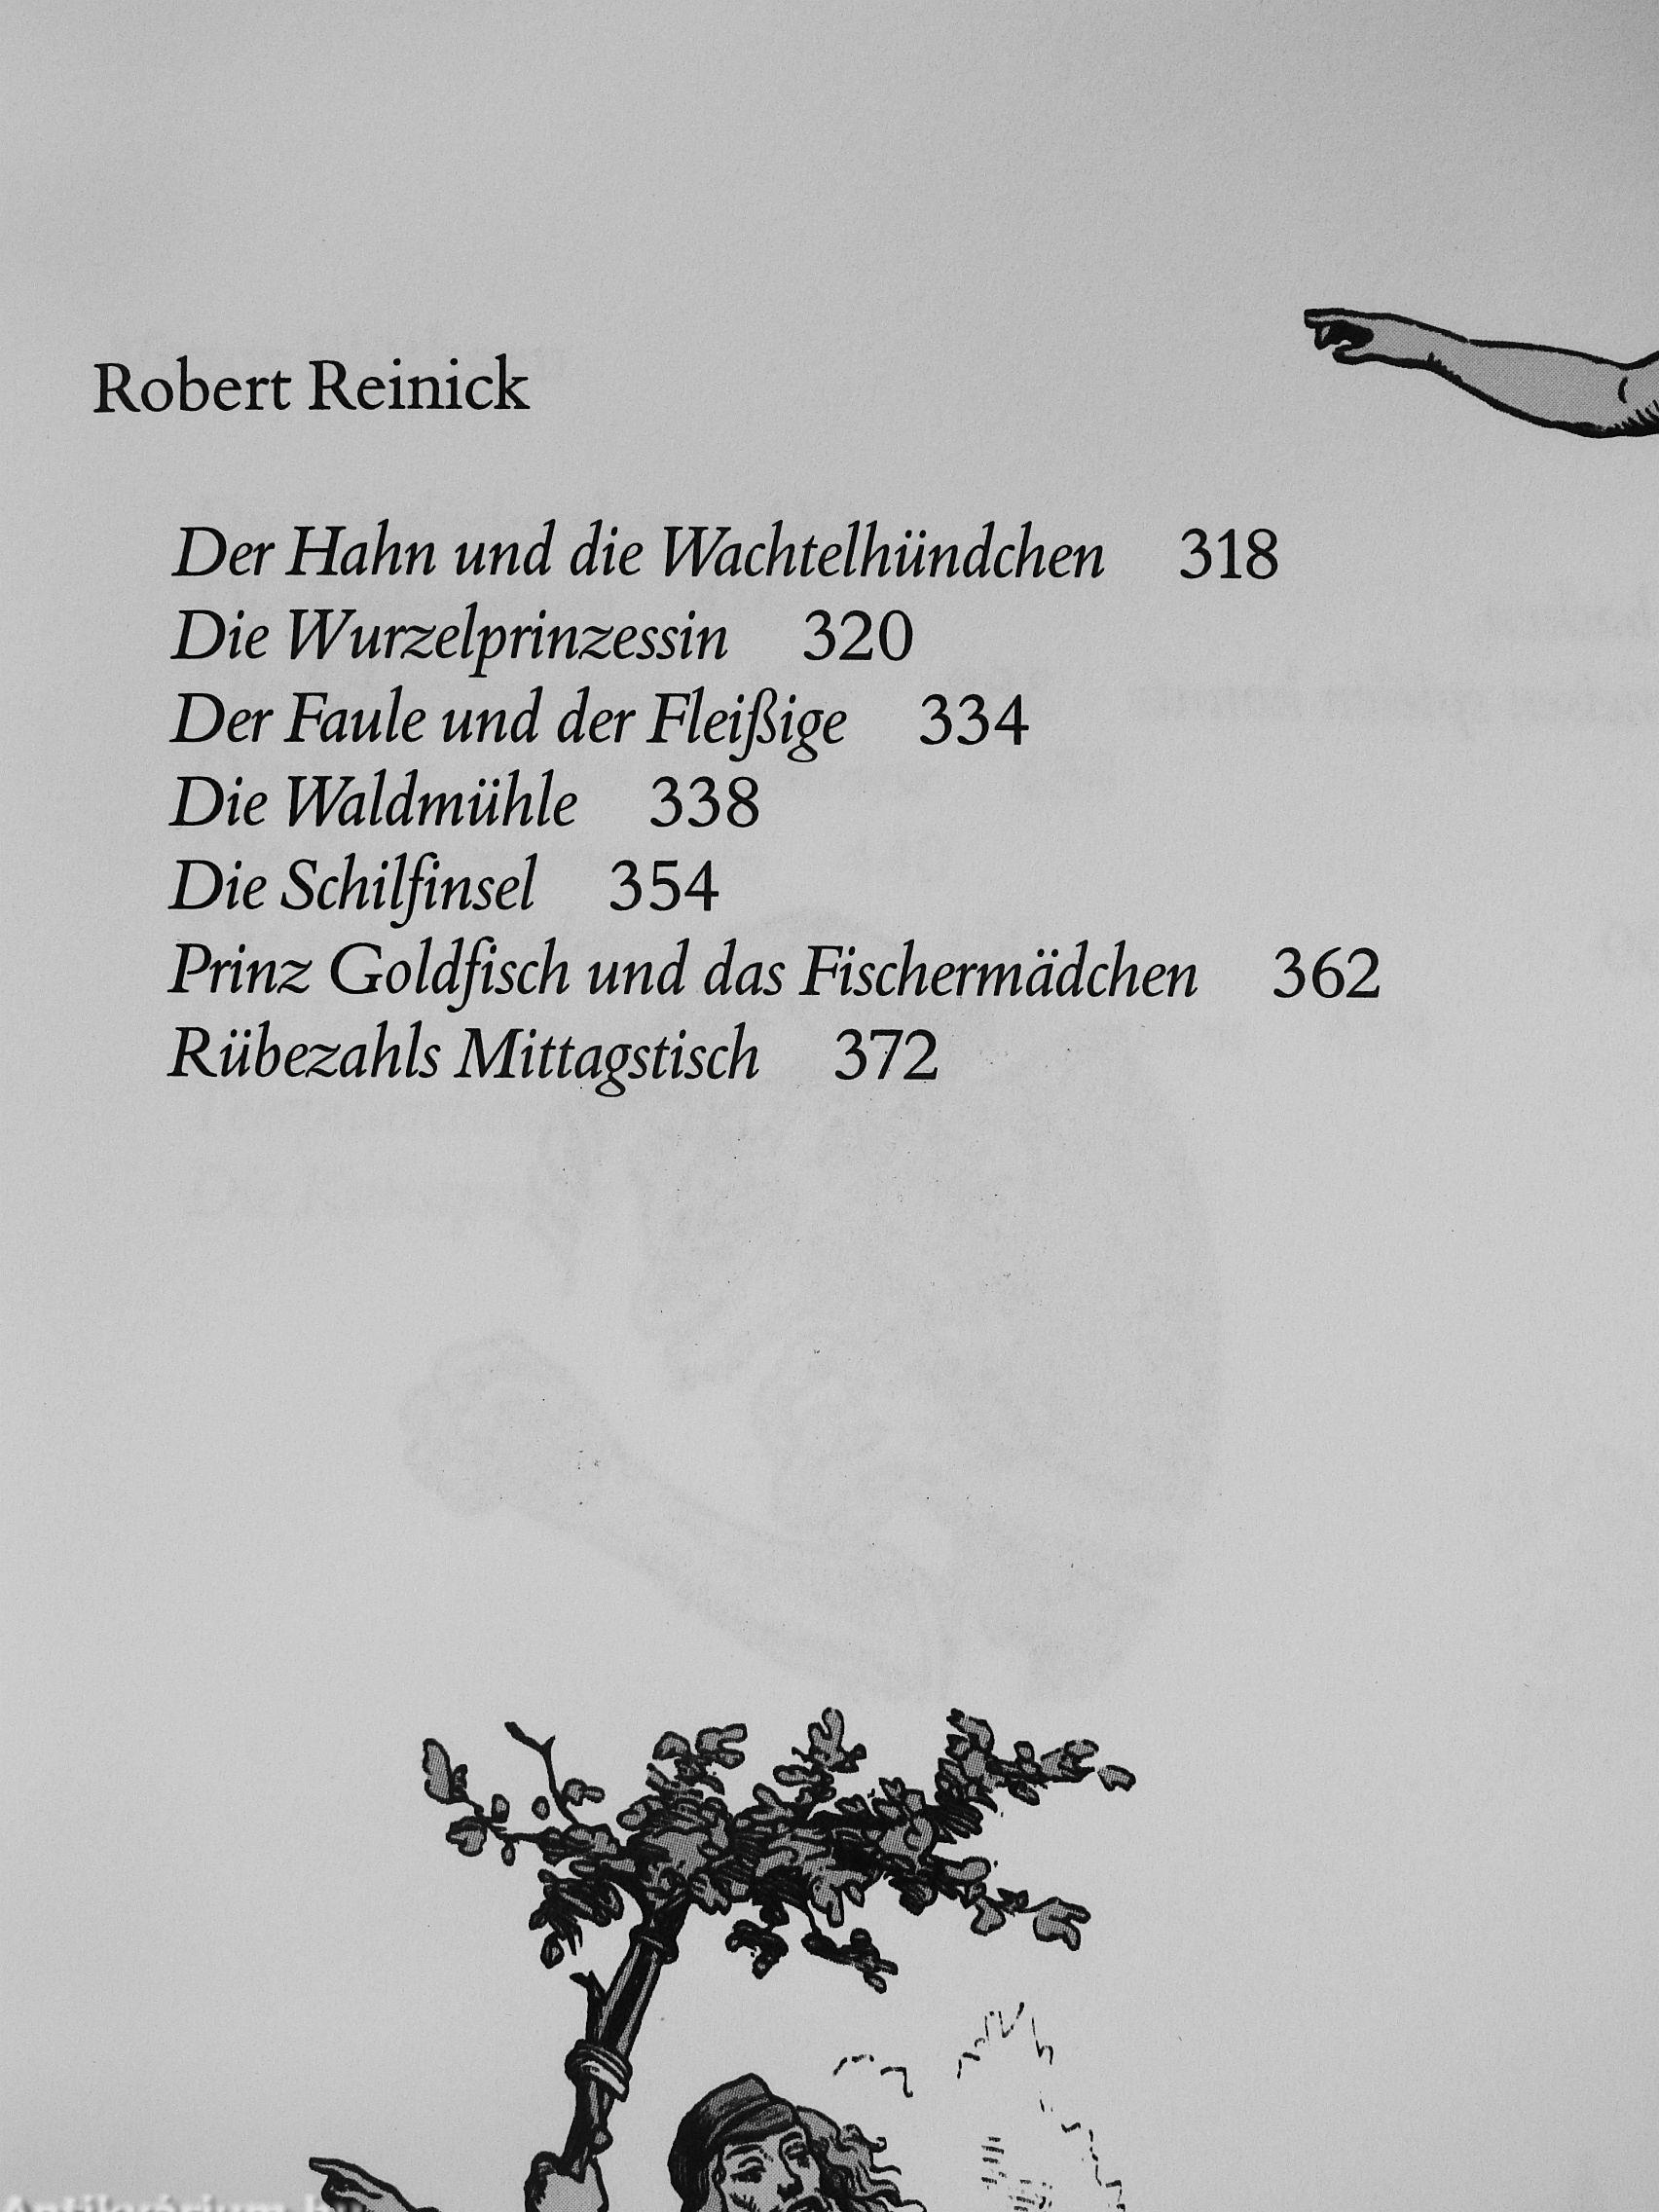 Robert Reinick
Der Hahn und die Wachtelhündchen 318
Die Wurzelprinzessin 320
Der Faule und der Fleißige 334
Die Waldmühle 338
Die Schilfinsel 354
Prinz Goldfisch und das Fischermädchen 362
Rübezahls Mittagstisch 372